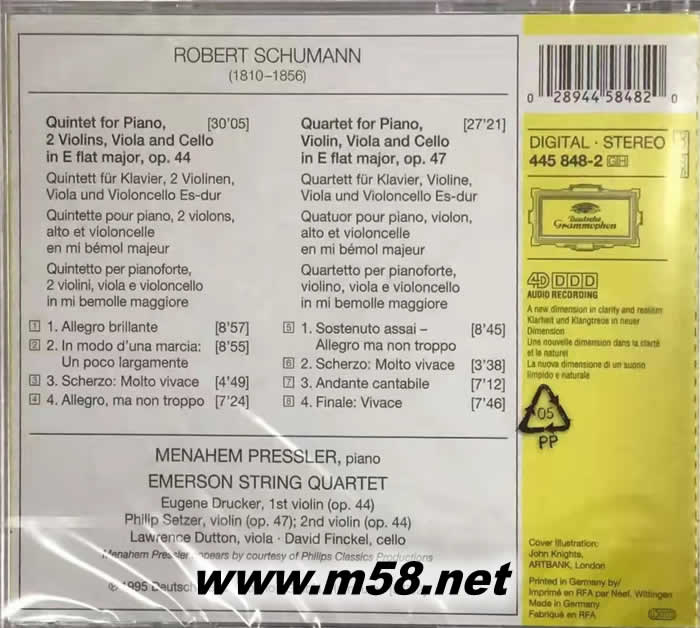 ROBERT SCHUMANN
(1810–1856)
Quintet for Piano, [30'05]
2 Violins, Viola and Cello
in E flat major, op. 44
Quintett für Klavier, 2 Violinen,
Viola und Violoncello Es-dur
Quintette pour piano, 2 violons,
alto et violoncelle
en mi bémol majeur
Quintetto per pianoforte,
2 violini, viola e violoncello
in mi bemolle maggiore
1 1. Allegro brillante [8'57]
2 2. In modo d'una marcia: [8'55]
Un poco largamente
3 3. Scherzo: Molto vivace [4'49]
4 4. Allegro, ma non troppo [7'24]
Quartet for Piano, [27'21]
Violin, Viola and Cello
in E flat major, op. 47
Quartett für Klavier, Violine,
Viola und Violoncello Es-dur
Quatuor pour piano, violon,
alto et violoncelle
en mi bémol majeur
Quartetto per pianoforte,
violino, viola e violoncello
in mi bemolle maggiore
5 1. Sostenuto assai – [8'45]
Allegro ma non troppo
6 2. Scherzo: Molto vivace [3'38]
7 3. Andante cantabile [7'12]
8 4. Finale: Vivace [7'46]
MENAHEM PRESSLER, piano
EMERSON STRING QUARTET
Eugene Drucker, 1st violin (op. 44)
Philip Setzer, violin (op. 47); 2nd violin (op. 44)
Lawrence Dutton, viola · David Finckel, cello
Menahem Pressler appears by courtesy of Philips Classics Productions
℗ 1995 Deutsche
www.m58.net
0 28944 58482 0
DIGITAL · STEREO
445 848-2 GH
Deutsche
Grammophon
4D DDD
AUDIO RECORDING
A new dimension in clarity and realism
Klarheit und Klangtreue in neuer
Dimension
Une nouvelle dimension dans la clarté
et le naturel
La nuova dimensione di un suono
limpido e naturale
05
PP
Cover Illustration:
John Knights,
ARTBANK, London
Printed in Germany by/
Imprimé en RFA par Neef, Wittingen
Made in Germany
Fabriqué en RFA